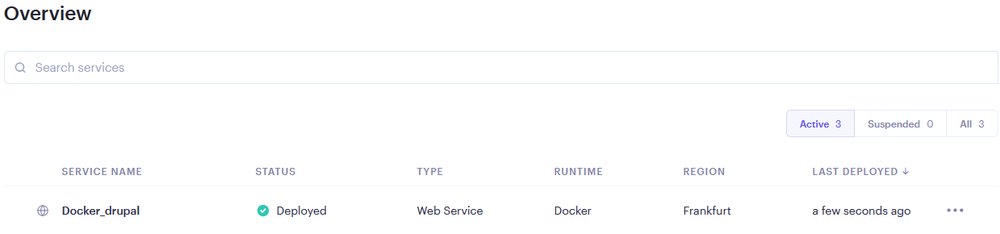 Overview
Search services
Active 3 Suspended 0 All 3
SERVICE NAME STATUS TYPE RUNTIME REGION LAST DEPLOYED ↓
Docker_drupal Deployed Web Service Docker Frankfurt a few seconds ago •••